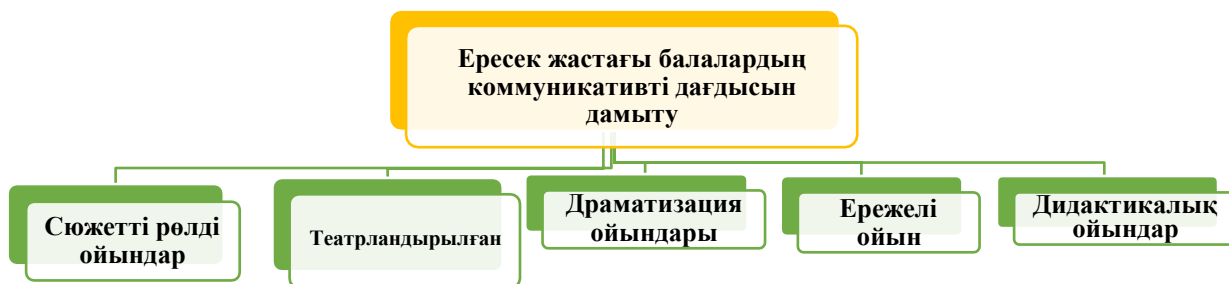 Ересек жастағы балалардың
коммуникативті дағдысын
дамыту
Сюжетті рөлді
ойындар
Театрландырылған
Драматизация
ойындары
Ережелі
ойын
Дидактикалық
ойындар